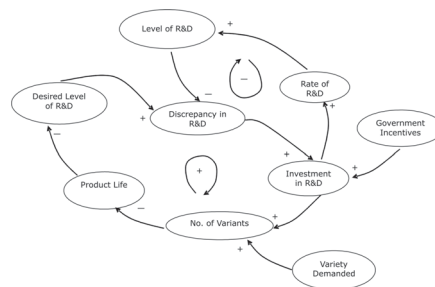 Level of R&D
+
+
Desired Level
of R&D
Rate of
R&D
−
−
+
Discrepancy in
R&D
+
Government
Incentives
−
+
+
Product Life
Investment
in R&D
+
−
+
No. of Variants
+
+
Variety
Demanded